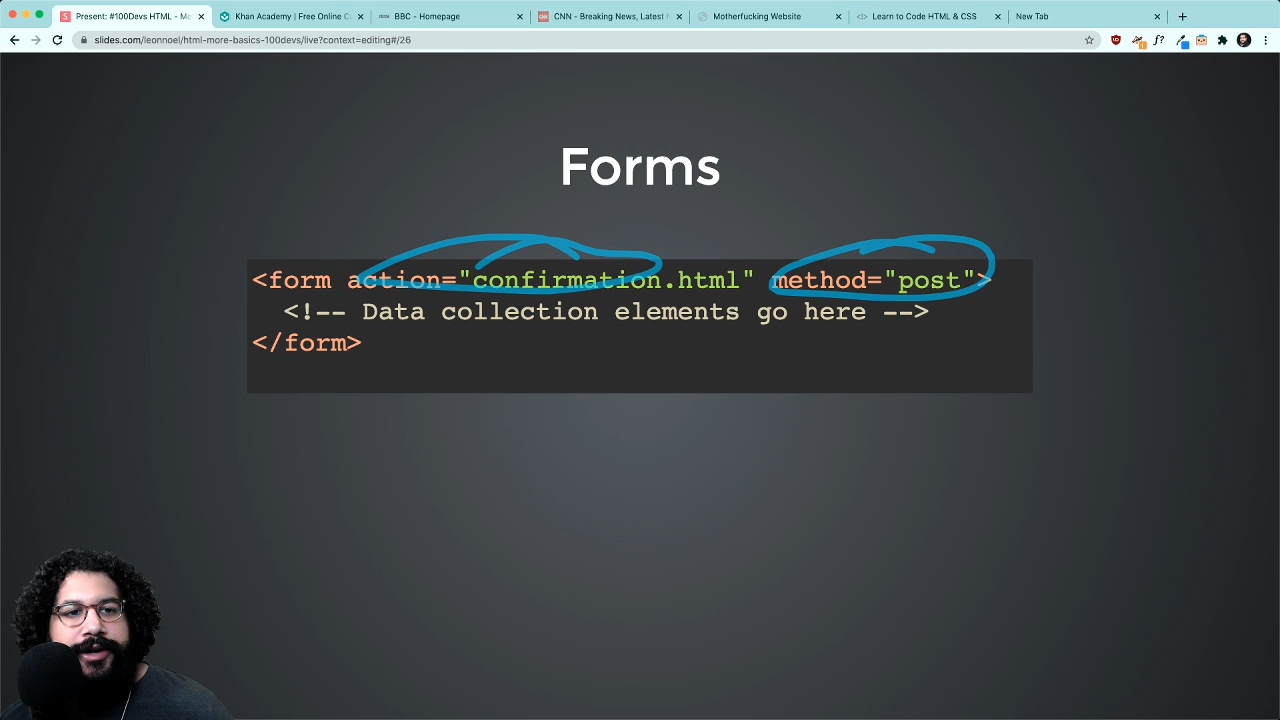 Present: #100Devs HTML - Mo
Khan Academy | Free Online C
BBC - Homepage
CNN - Breaking News, Latest N
Motherfucking Website
Learn to Code HTML & CSS
New Tab
slides.com/leonnoel/html-more-basics-100devs/live?context=editing#/26
f?
Forms
<form action="confirmation.html" method="post">
<!-- Data collection elements go here -->
</form>